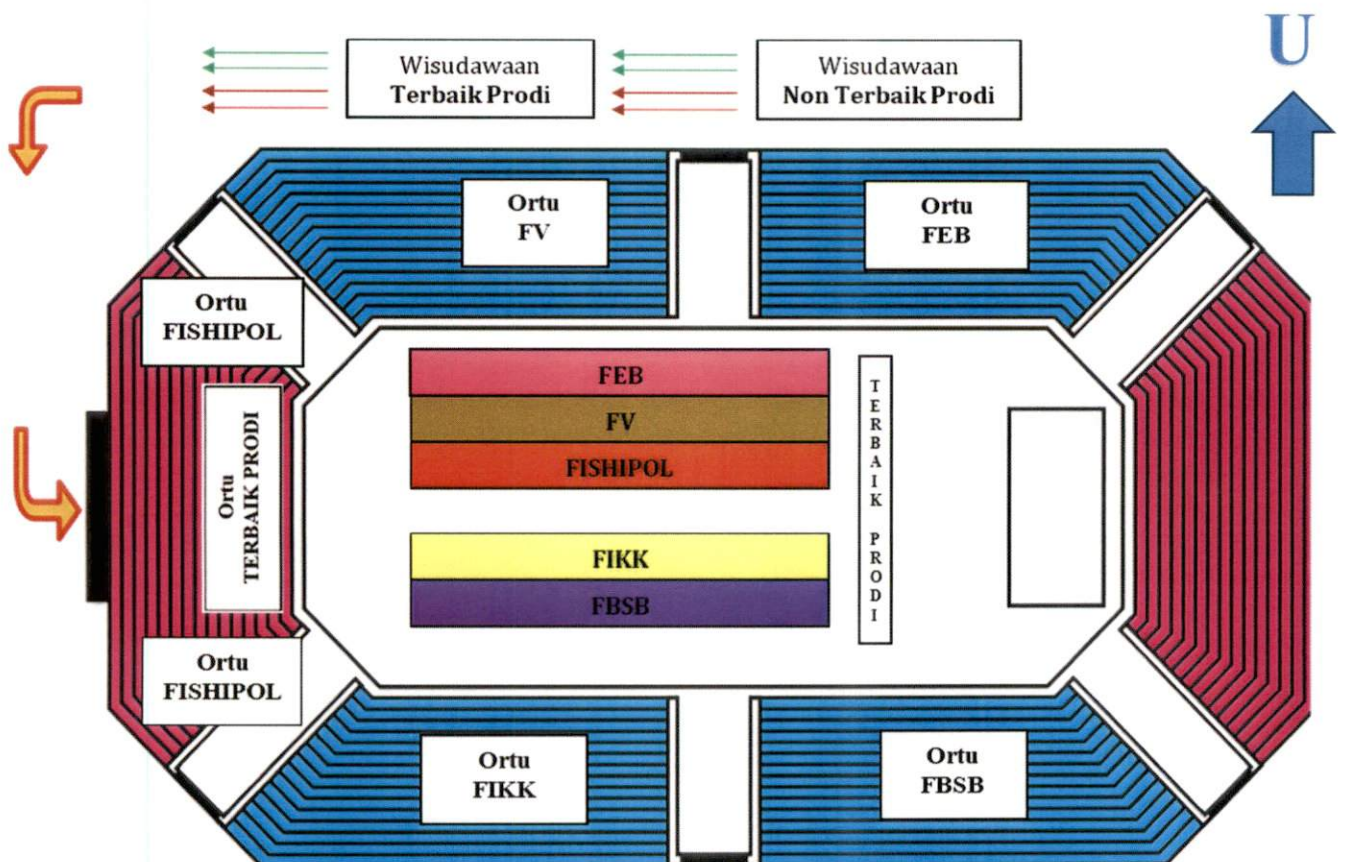 U
Wisudawaan
Terbaik Prodi
Wisudawaan
Non Terbaik Prodi
Ortu
FV
Ortu
FEB
Ortu
FISHIPOL
FEB
FV
FISHIPOL
TERBAIK PRODI
Ortu
TERBAIK PRODI
FIKK
FBSB
Ortu
FISHIPOL
Ortu
FIKK
Ortu
FBSB